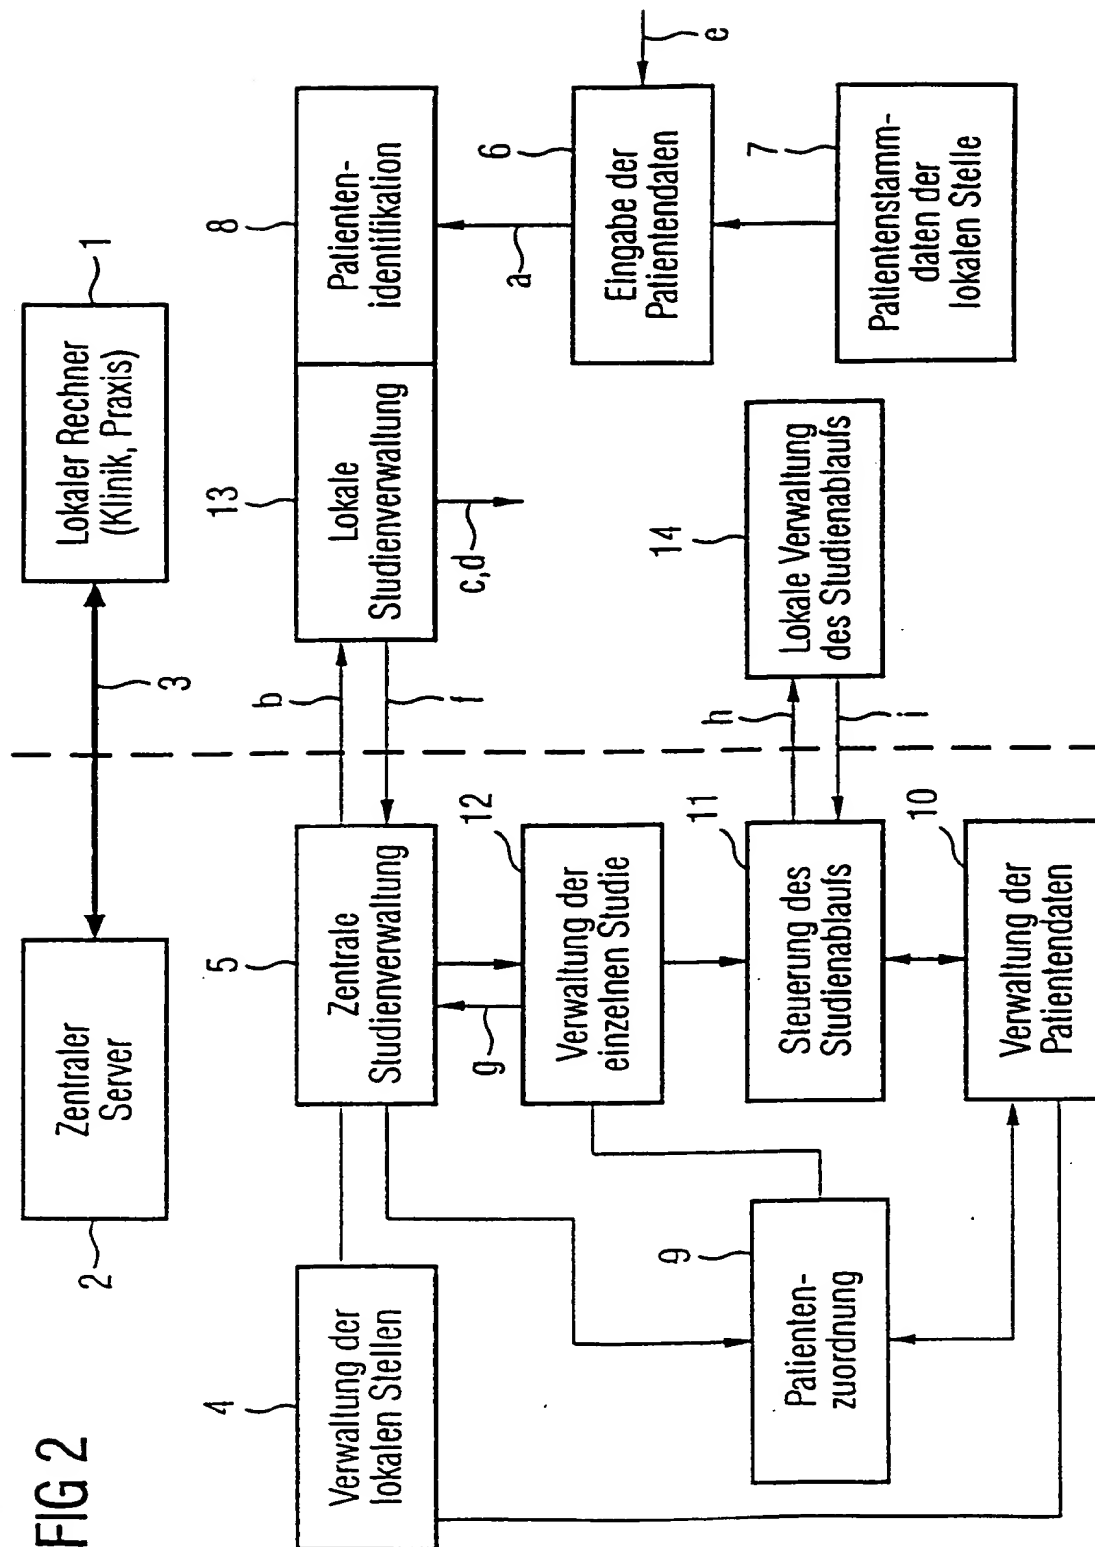 FIG 2
2
Zentraler
Server
3
Lokaler Rechner
(Klinik, Praxis)
1
4
Verwaltung der
lokalen Stellen
5
Zentrale
Studienverwaltung
b
f
13
Lokale
Studienverwaltung
8
Patienten-
identifikation
c,d
a
g
12
Verwaltung der
einzelnen Studie
6
Eingabe der
Patientendaten
e
9
Patienten-
zuordnung
11
Steuerung des
Studienablaufs
h
i
14
Lokale Verwaltung
des Studienablaufs
7
Patientenstamm-
daten der
lokalen Stelle
10
Verwaltung der
Patientendaten